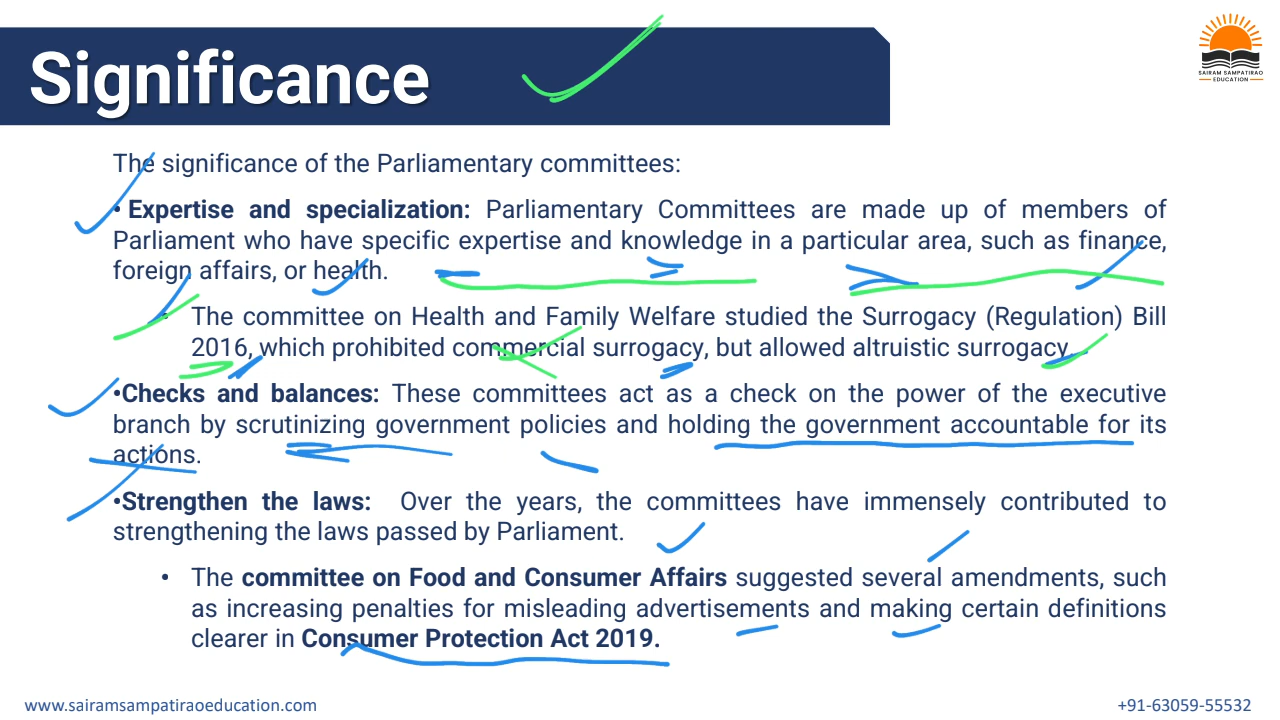 Significance
SAIRAM SAMPATIRAO
EDUCATION
The significance of the Parliamentary committees:
• Expertise and specialization: Parliamentary Committees are made up of members of
Parliament who have specific expertise and knowledge in a particular area, such as finance,
foreign affairs, or health.
• The committee on Health and Family Welfare studied the Surrogacy (Regulation) Bill
2016, which prohibited commercial surrogacy, but allowed altruistic surrogacy.
•Checks and balances: These committees act as a check on the power of the executive
branch by scrutinizing government policies and holding the government accountable for its
actions.
•Strengthen the laws: Over the years, the committees have immensely contributed to
strengthening the laws passed by Parliament.
• The committee on Food and Consumer Affairs suggested several amendments, such
as increasing penalties for misleading advertisements and making certain definitions
clearer in Consumer Protection Act 2019.
www.sairamsampatiraoeducation.com
+91-63059-55532